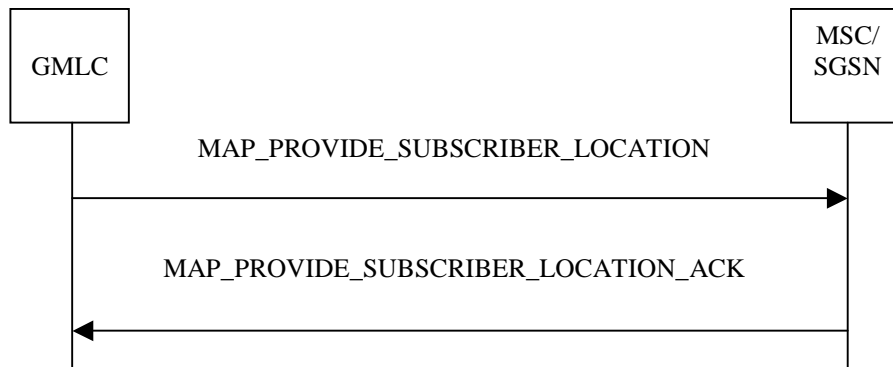 GMLC
MSC/
SGSN
MAP_PROVIDE_SUBSCRIBER_LOCATION
MAP_PROVIDE_SUBSCRIBER_LOCATION_ACK